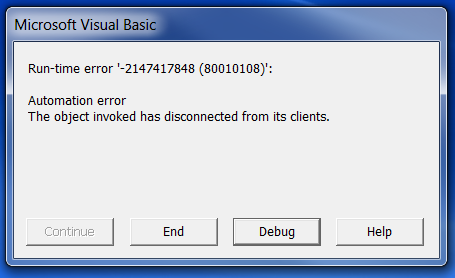 Microsoft Visual Basic
Run-time error '-2147417848 (80010108)':
Automation error
The object invoked has disconnected from its clients.
Continue
End
Debug
Help